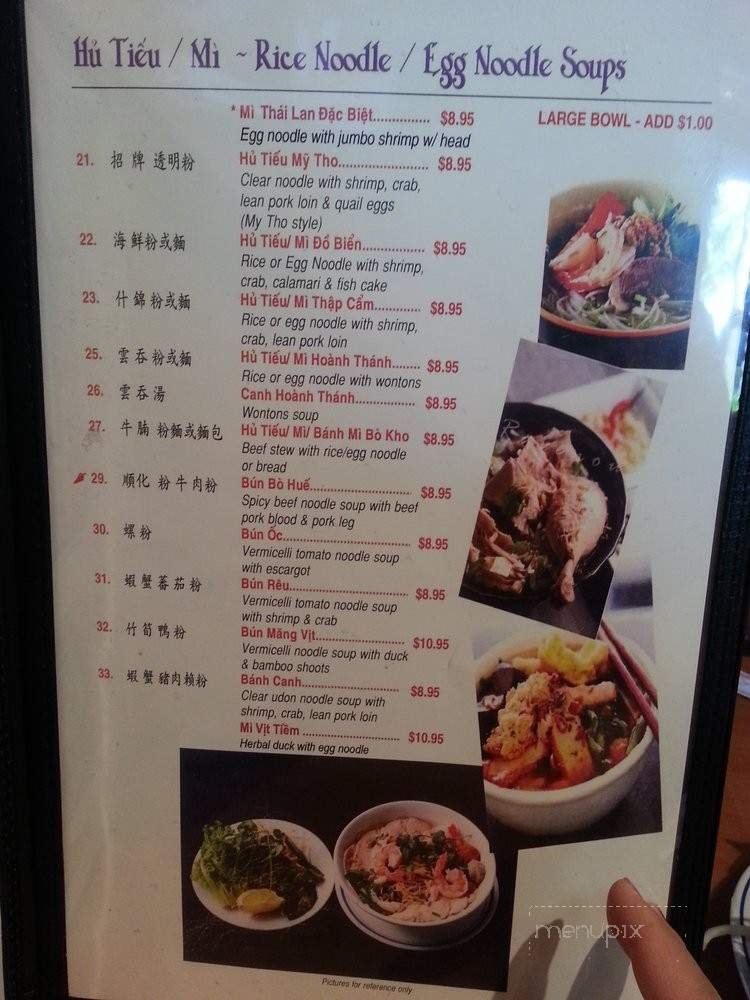 Hủ Tiếu / Mì ~ Rice Noodle / Egg Noodle Soups
* Mì Thái Lan Đặc Biệt............... $8.95
LARGE BOWL - ADD $1.00
Egg noodle with jumbo shrimp w/ head
21. 招牌 透明粉 Hủ Tiếu Mỹ Tho........................ $8.95
Clear noodle with shrimp, crab,
lean pork loin & quail eggs
(My Tho style)
22. 海鮮粉或麵 Hủ Tiếu/ Mì Đồ Biển................ $8.95
Rice or Egg Noodle with shrimp,
crab, calamari & fish cake
23. 什錦粉或麵 Hủ Tiếu/ Mì Thập Cẩm............. $8.95
Rice or egg noodle with shrimp,
crab, lean pork loin
25. 雲吞粉或麵 Hủ Tiếu/ Mì Hoành Thánh........ $8.95
Rice or egg noodle with wontons
26. 雲吞湯 Canh Hoành Thánh................. $8.95
Wontons soup
27. 牛腩 粉麵或麵包 Hủ Tiếu/ Mì/ Bánh Mì Bò Kho $8.95
Beef stew with rice/egg noodle
or bread
29. 順化 粉牛肉粉 Bún Bò Huế............................. $8.95
Spicy beef noodle soup with beef
pork blood & pork leg
30. 螺粉 Bún Ốc..................................... $8.95
Vermicelli tomato noodle soup
with escargot
31. 蝦蟹蕃茄粉 Bún Rêu................................... $8.95
Vermicelli tomato noodle soup
with shrimp & crab
32. 竹筍鴨粉 Bún Măng Vịt......................... $10.95
Vermicelli noodle soup with duck
& bamboo shoots
33. 蝦蟹豬肉賴粉 Bánh Canh............................ $8.95
Clear udon noodle soup with
shrimp, crab, lean pork loin
Mì Vịt Tiềm ............................. $10.95
Herbal duck with egg noodle
Pictures for reference only
menupix